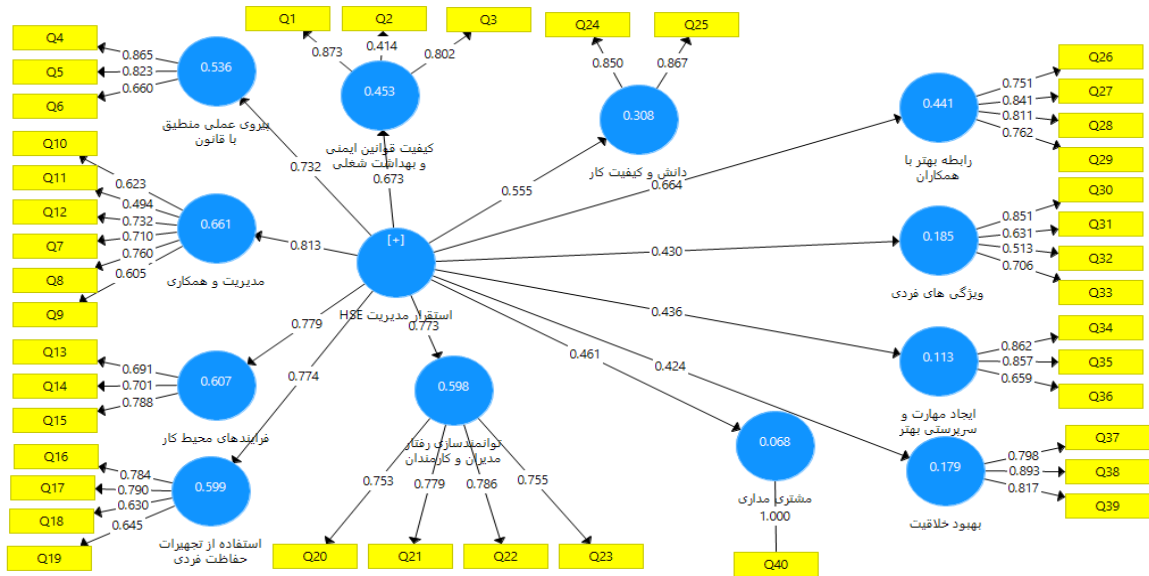 Q1
Q2
Q3
0.873
0.414
0.802
0.453
کیفیت قوانین ایمنی
و بهداشت شغلی
0.673
Q24
Q25
0.850
0.867
0.308
دانش و کیفیت کار
0.555
Q4
Q5
Q6
0.865
0.823
0.660
0.536
پیروی عملی منطیق
با قانون
0.732
Q10
Q11
Q12
Q7
Q8
Q9
0.623
0.494
0.732
0.710
0.760
0.605
0.661
مدیریت و همکاری
0.813
Q13
Q14
Q15
0.691
0.701
0.788
0.607
فرایندهای محیط کار
0.779
Q16
Q17
Q18
Q19
0.784
0.790
0.630
0.645
0.599
استفاده از تجهیرات
حفاظت فردی
0.774
[+]
استقرار مدیریت HSE
0.773
0.598
توانمندسازی رفتار
مدیران و کارمندان
0.753
0.779
0.786
0.755
Q20
Q21
Q22
Q23
0.461
0.068
مشتری مداری
1.000
Q40
0.664
0.441
رابطه بهتر با
همکاران
0.751
0.841
0.811
0.762
Q26
Q27
Q28
Q29
0.430
0.185
ویژگی های فردی
0.851
0.631
0.513
0.706
Q30
Q31
Q32
Q33
0.436
0.113
ایجاد مهارت و
سرپرستی بهتر
0.862
0.857
0.659
Q34
Q35
Q36
0.424
0.179
بهبود خلاقیت
0.798
0.893
0.817
Q37
Q38
Q39